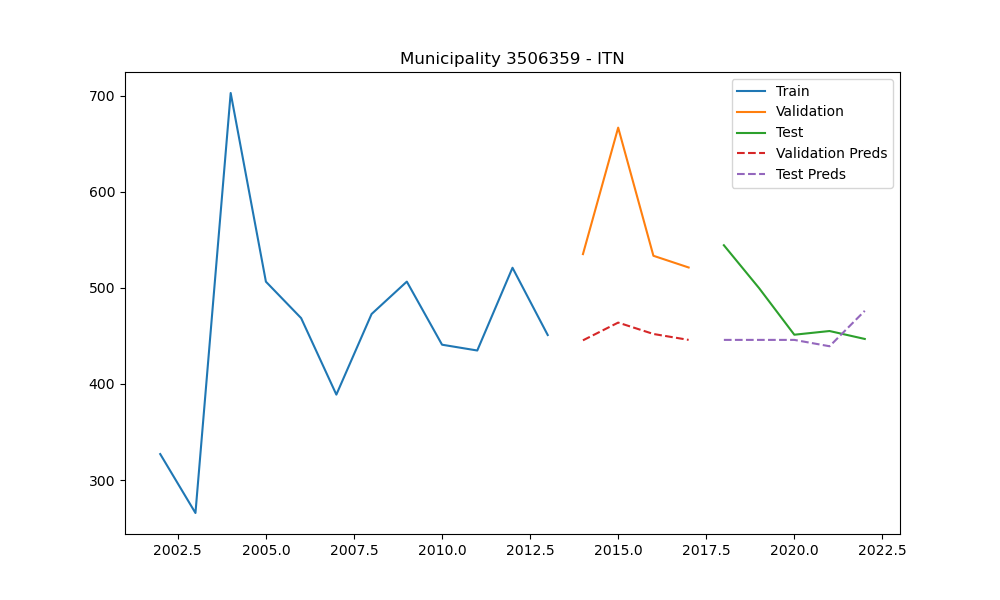 Municipality 3506359 - ITN
Train
Validation
Test
Validation Preds
Test Preds
700
600
500
400
300
2002.5 2005.0 2007.5 2010.0 2012.5 2015.0 2017.5 2020.0 2022.5